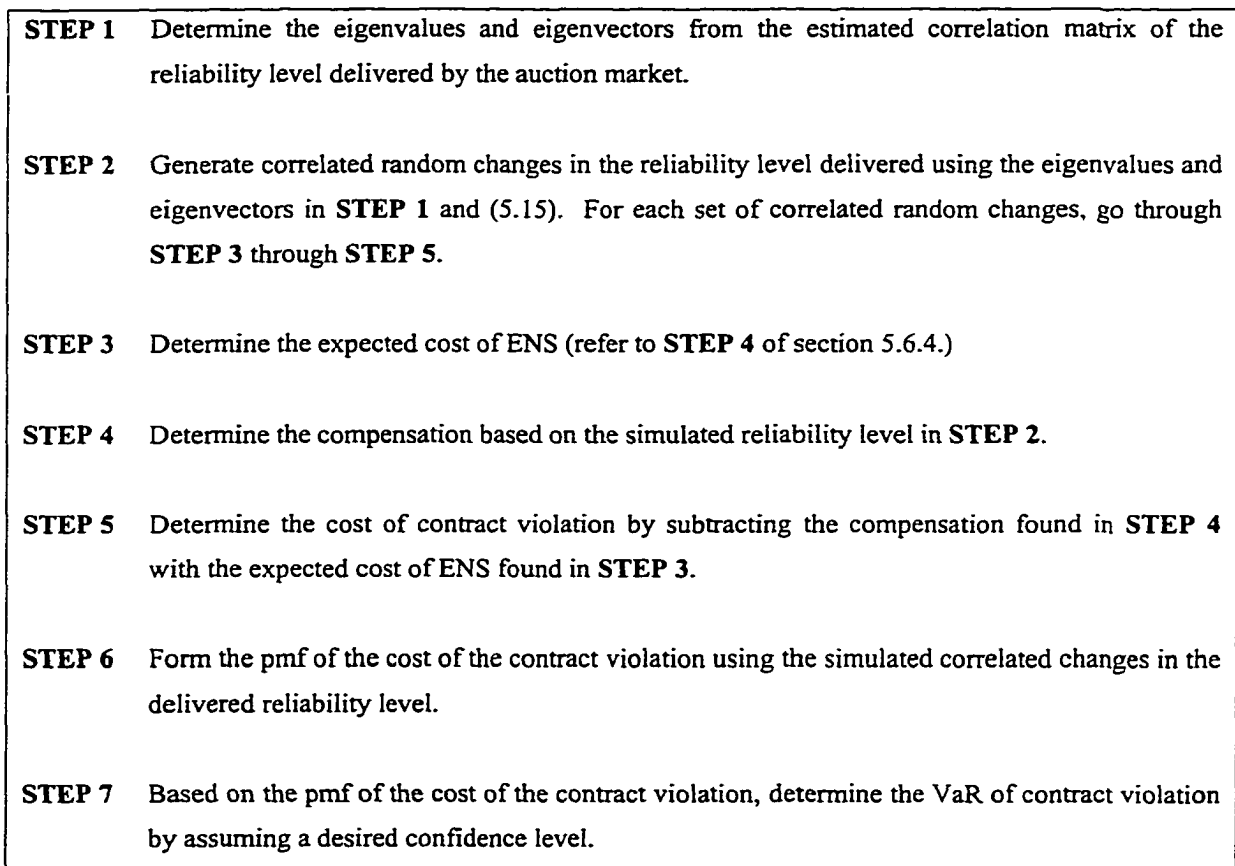 STEP 1 Determine the eigenvalues and eigenvectors from the estimated correlation matrix of the
reliability level delivered by the auction market.
STEP 2 Generate correlated random changes in the reliability level delivered using the eigenvalues and
eigenvectors in STEP 1 and (5.15). For each set of correlated random changes, go through
STEP 3 through STEP 5.
STEP 3 Determine the expected cost of ENS (refer to STEP 4 of section 5.6.4.)
STEP 4 Determine the compensation based on the simulated reliability level in STEP 2.
STEP 5 Determine the cost of contract violation by subtracting the compensation found in STEP 4
with the expected cost of ENS found in STEP 3.
STEP 6 Form the pmf of the cost of the contract violation using the simulated correlated changes in the
delivered reliability level.
STEP 7 Based on the pmf of the cost of the contract violation, determine the VaR of contract violation
by assuming a desired confidence level.